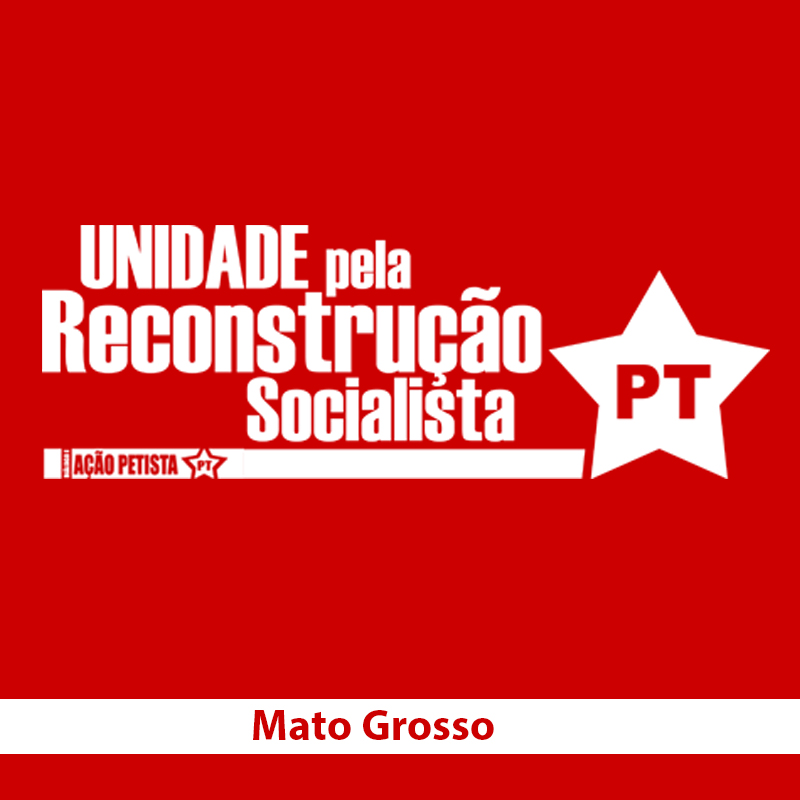 UNIDADE pela
Reconstrução
Socialista
PT
AÇÃO PETISTA PT
Mato Grosso